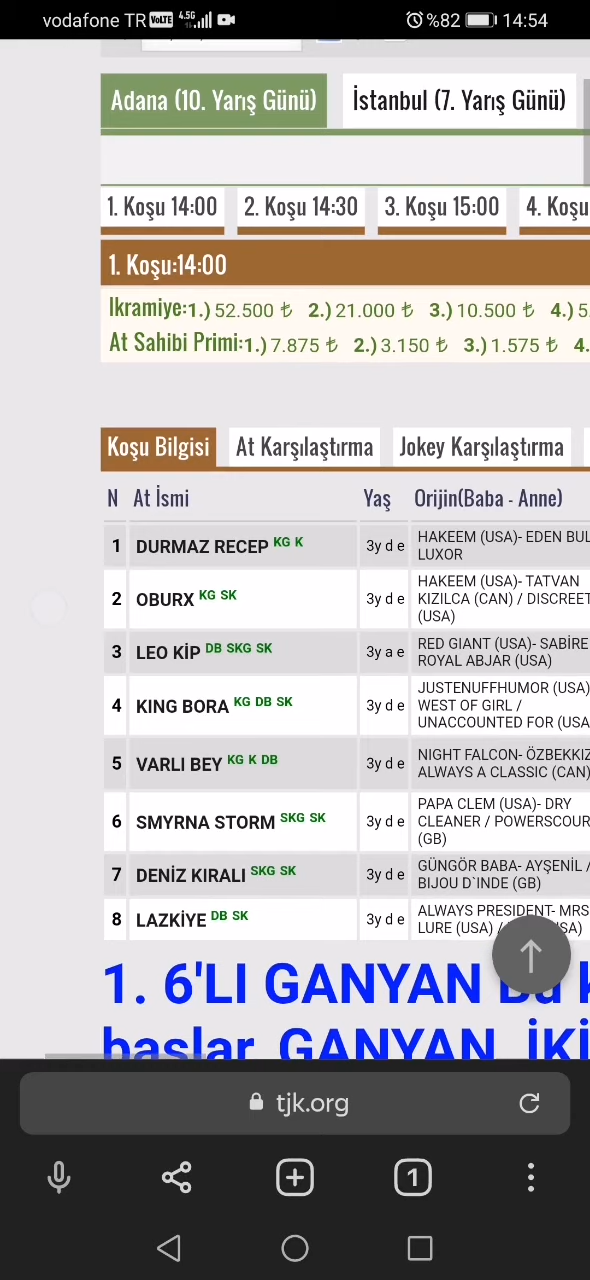 vodafone TR VoLTE 4.5G %82 14:54
Adana (10. Yarış Günü) İstanbul (7. Yarış Günü)
1. Koşu 14:00 2. Koşu 14:30 3. Koşu 15:00 4. Koşu
1. Koşu:14:00
Ikramiye:1.) 52.500 ₺ 2.) 21.000 ₺ 3.) 10.500 ₺ 4.) 5.
At Sahibi Primi:1.) 7.875 ₺ 2.) 3.150 ₺ 3.) 1.575 ₺ 4.
Koşu Bilgisi At Karşılaştırma Jokey Karşılaştırma
N At İsmi Yaş Orijin(Baba - Anne)
1 DURMAZ RECEP KG K 3y d e HAKEEM (USA)- EDEN BUL
LUXOR
2 OBURX KG SK 3y d e HAKEEM (USA)- TATVAN
KIZILCA (CAN) / DISCREET
(USA)
3 LEO KİP DB SKG SK 3y a e RED GIANT (USA)- SABİRE
ROYAL ABJAR (USA)
4 KING BORA KG DB SK 3y d e JUSTENUFFHUMOR (USA)
WEST OF GIRL /
UNACCOUNTED FOR (USA
5 VARLI BEY KG K DB 3y d e NIGHT FALCON- ÖZBEKKIZ
ALWAYS A CLASSIC (CAN)
6 SMYRNA STORM SKG SK 3y d e PAPA CLEM (USA)- DRY
CLEANER / POWERSCOUR
(GB)
7 DENİZ KIRALI SKG SK 3y d e GÜNGÖR BABA- AYŞENİL /
BIJOU D`INDE (GB)
8 LAZKİYE DB SK 3y d e ALWAYS PRESIDENT- MRS
LURE (USA) / SA)
1. 6'LI GANYAN Bu k
başlar. GANYAN, İKİ
tjk.org
1